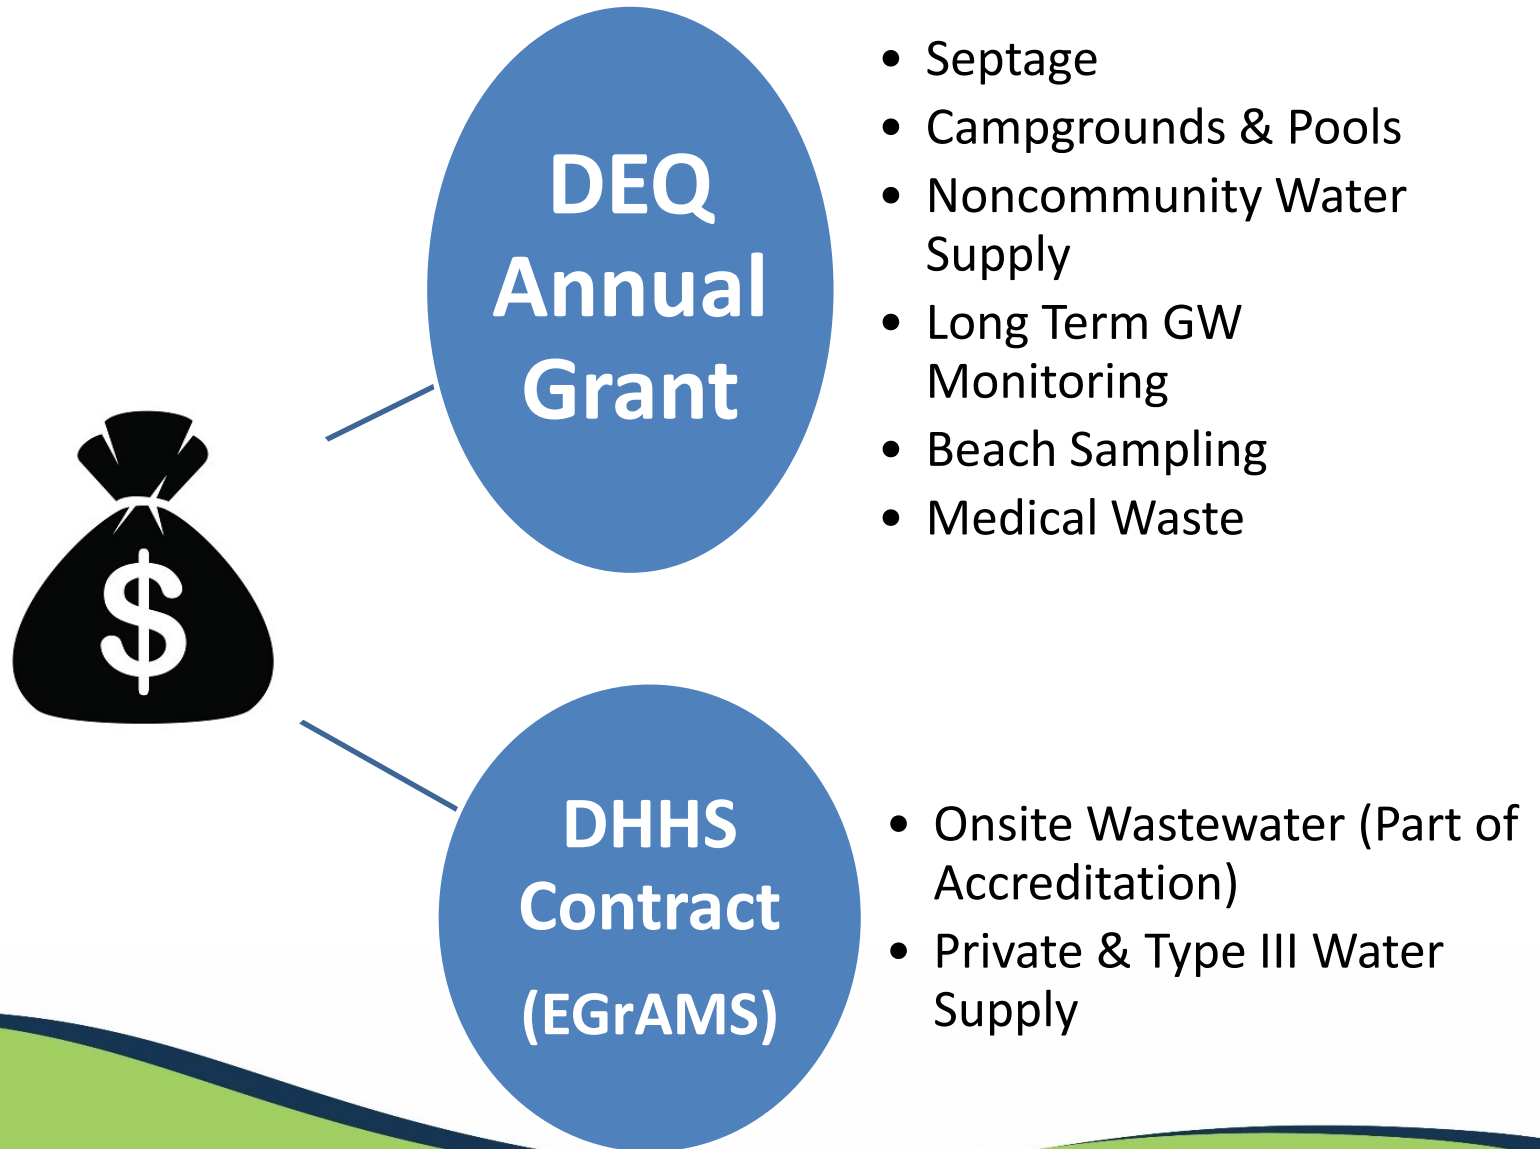 DEQ
Annual
Grant
• Septage
• Campgrounds & Pools
• Noncommunity Water
Supply
• Long Term GW
Monitoring
• Beach Sampling
• Medical Waste
$
DHHS
Contract
(EGrAMS)
• Onsite Wastewater (Part of
Accreditation)
• Private & Type III Water
Supply